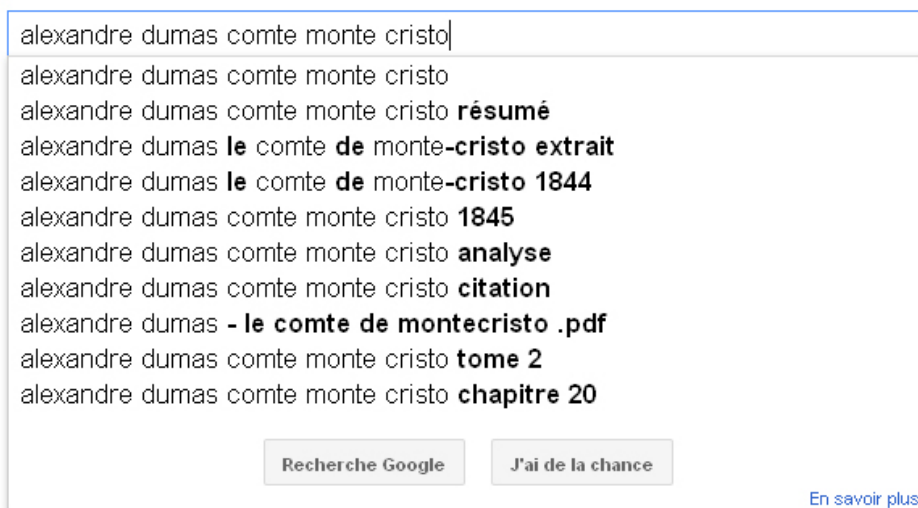 alexandre dumas comte monte cristo
alexandre dumas comte monte cristo
alexandre dumas comte monte cristo résumé
alexandre dumas le comte de monte-cristo extrait
alexandre dumas le comte de monte-cristo 1844
alexandre dumas comte monte cristo 1845
alexandre dumas comte monte cristo analyse
alexandre dumas comte monte cristo citation
alexandre dumas - le comte de montecristo .pdf
alexandre dumas comte monte cristo tome 2
alexandre dumas comte monte cristo chapitre 20
Recherche Google J'ai de la chance
En savoir plus